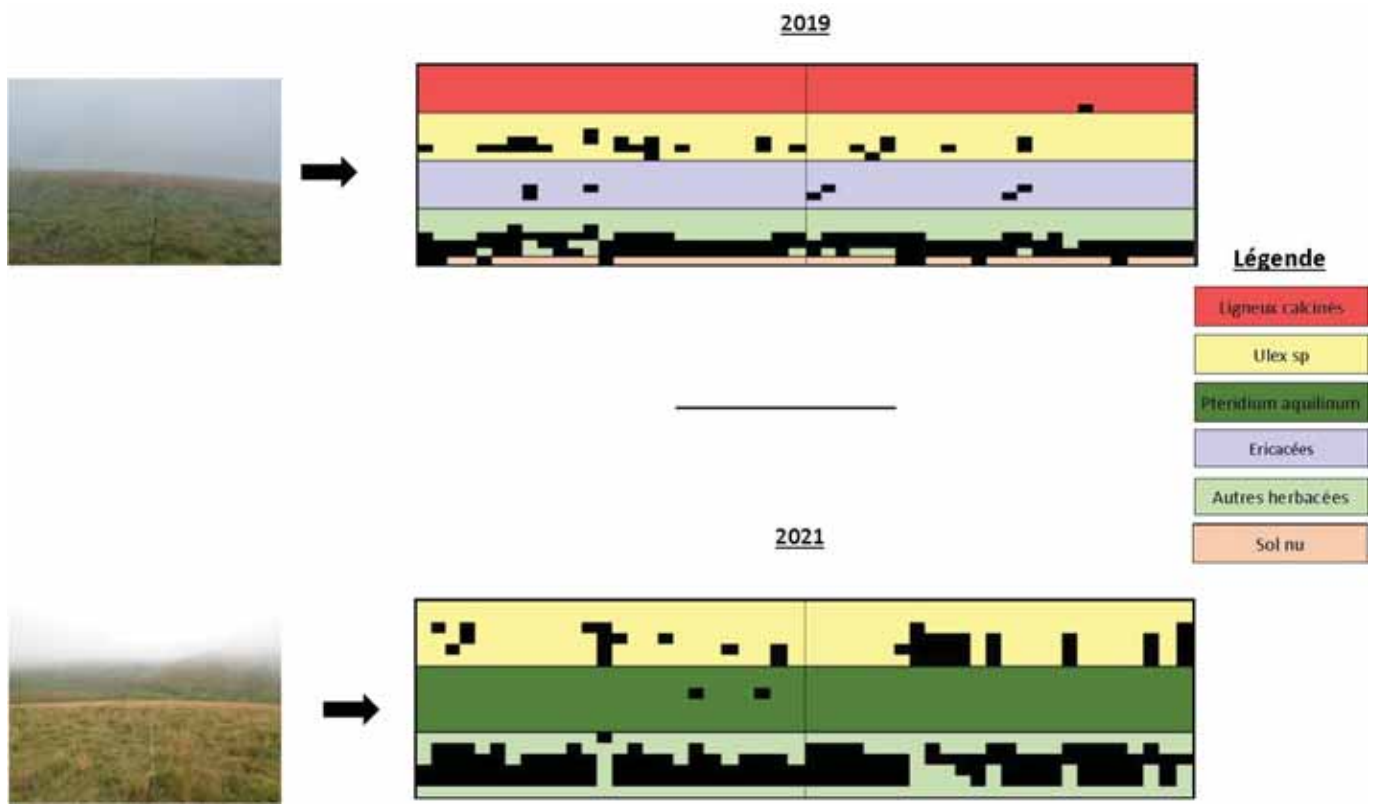 2019
Légende
Ligneux calcinés
Ulex sp
Pteridium aquilinum
Ericacées
Autres herbacées
Sol nu
2021